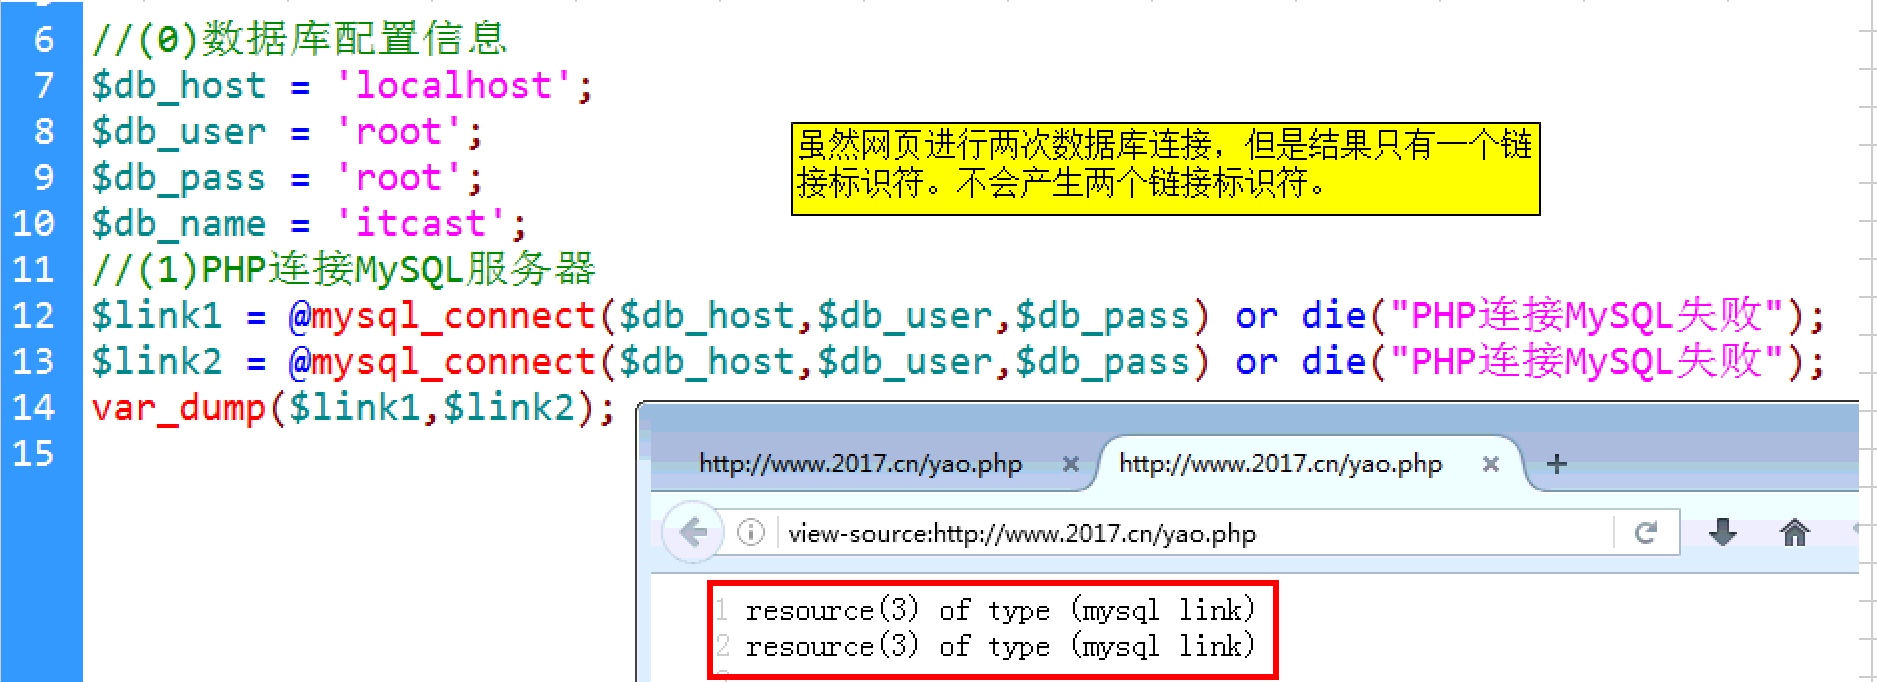 6 //(0)数据库配置信息
7 $db_host = 'localhost';
8 $db_user = 'root';
9 $db_pass = 'root';
10 $db_name = 'itcast';
虽然网页进行两次数据库连接，但是结果只有一个链
接标识符。不会产生两个链接标识符。
11 //(1)PHP连接MySQL服务器
12 $link1 = @mysql_connect($db_host,$db_user,$db_pass) or die("PHP连接MySQL失败");
13 $link2 = @mysql_connect($db_host,$db_user,$db_pass) or die("PHP连接MySQL失败");
14 var_dump($link1,$link2);
15
http://www.2017.cn/yao.php × http://www.2017.cn/yao.php × +
view-source:http://www.2017.cn/yao.php
1 resource(3) of type (mysql link)
2 resource(3) of type (mysql link)